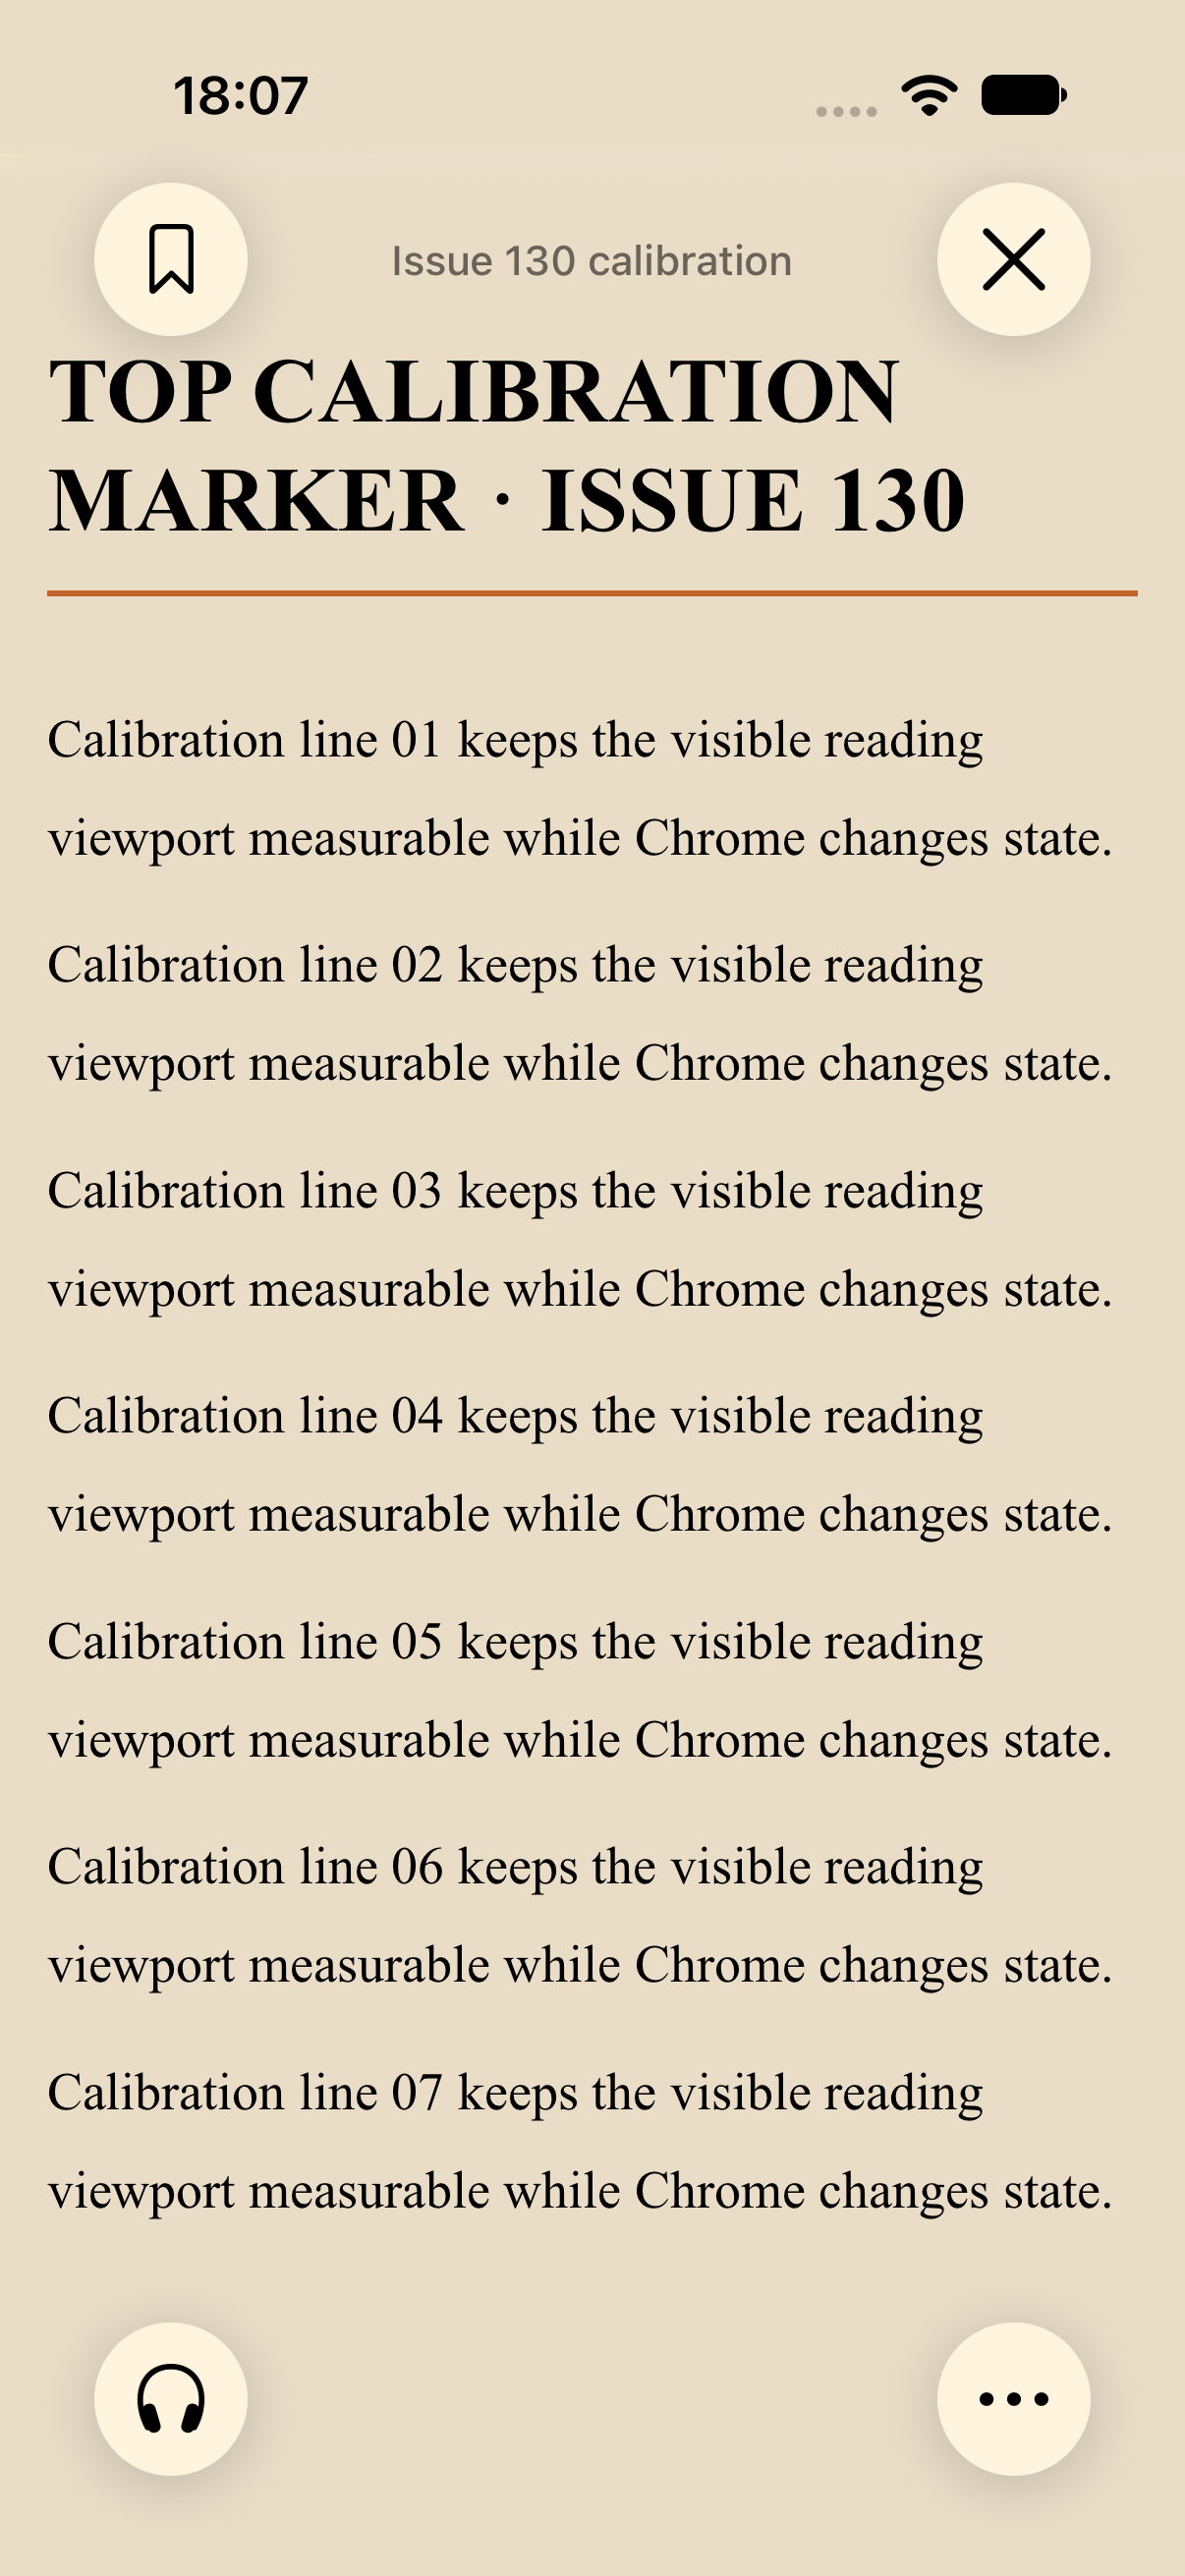 18:07
Issue 130 calibration
TOP CALIBRATION
MARKER · ISSUE 130
Calibration line 01 keeps the visible reading
viewport measurable while Chrome changes state.
Calibration line 02 keeps the visible reading
viewport measurable while Chrome changes state.
Calibration line 03 keeps the visible reading
viewport measurable while Chrome changes state.
Calibration line 04 keeps the visible reading
viewport measurable while Chrome changes state.
Calibration line 05 keeps the visible reading
viewport measurable while Chrome changes state.
Calibration line 06 keeps the visible reading
viewport measurable while Chrome changes state.
Calibration line 07 keeps the visible reading
viewport measurable while Chrome changes state.